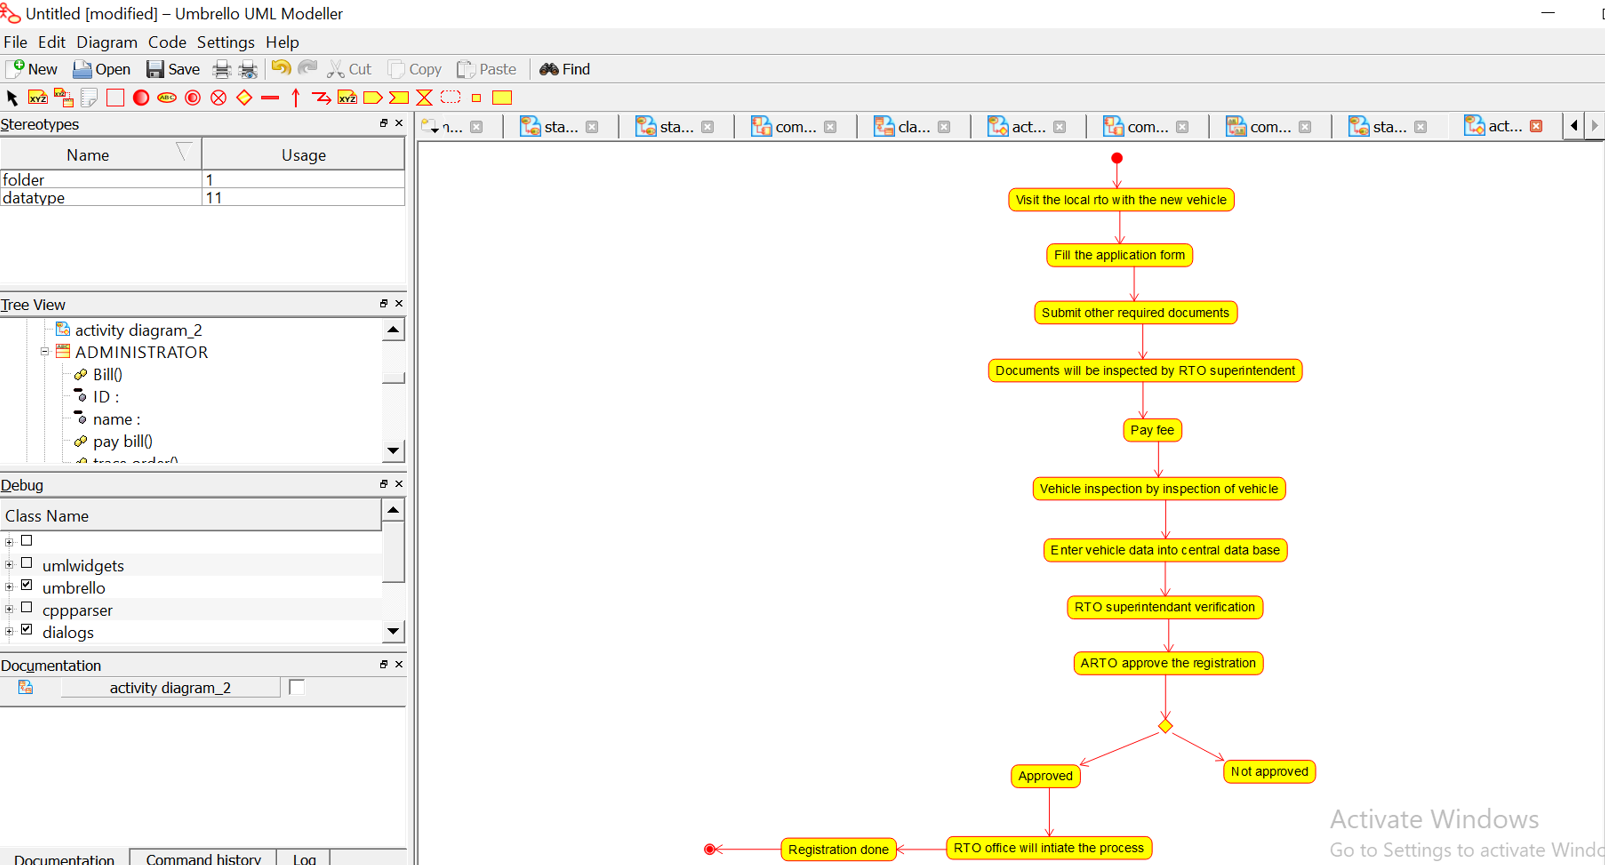 Untitled [modified] – Umbrello UML Modeller
File Edit Diagram Code Settings Help
New Open Save Cut Copy Paste Find
XYZ XYZ ABC XYZ
Stereotypes
n... sta... sta... com... cla... act... com... com... sta... act...
Name Usage
folder 1
datatype 11
Tree View
activity diagram_2
ADMINISTRATOR
Bill()
ID :
name :
pay bill()
trace order()
Debug
Class Name
umlwidgets
umbrello
cppparser
dialogs
Documentation
activity diagram_2
Documentation Command history Log
Visit the local rto with the new vehicle
Fill the application form
Submit other required documents
Documents will be inspected by RTO superintendent
Pay fee
Vehicle inspection by inspection of vehicle
Enter vehicle data into central data base
RTO superintendant verification
ARTO approve the registration
Approved
Not approved
RTO office will intiate the process
Registration done
Activate Windows
Go to Settings to activate Windo